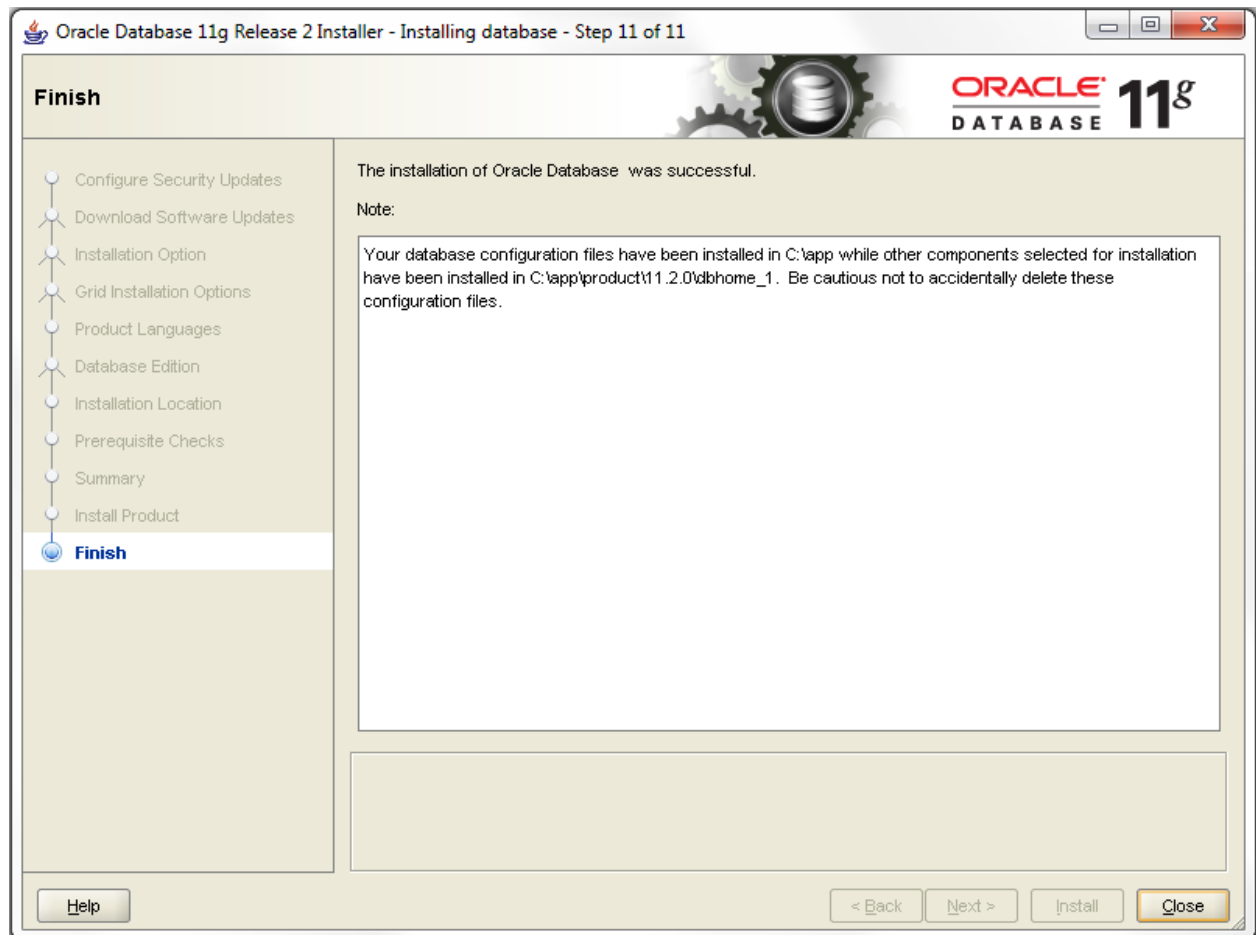 Oracle Database 11g Release 2 Installer - Installing database - Step 11 of 11
Finish
ORACLE
DATABASE
11g
Configure Security Updates
Download Software Updates
Installation Option
Grid Installation Options
Product Languages
Database Edition
Installation Location
Prerequisite Checks
Summary
Install Product
Finish
The installation of Oracle Database  was successful.
Note:
Your database configuration files have been installed in C:\app while other components selected for installation
have been installed in C:\app\product\11.2.0\dbhome_1.  Be cautious not to accidentally delete these
configuration files.
Help
< Back
Next >
Install
Close